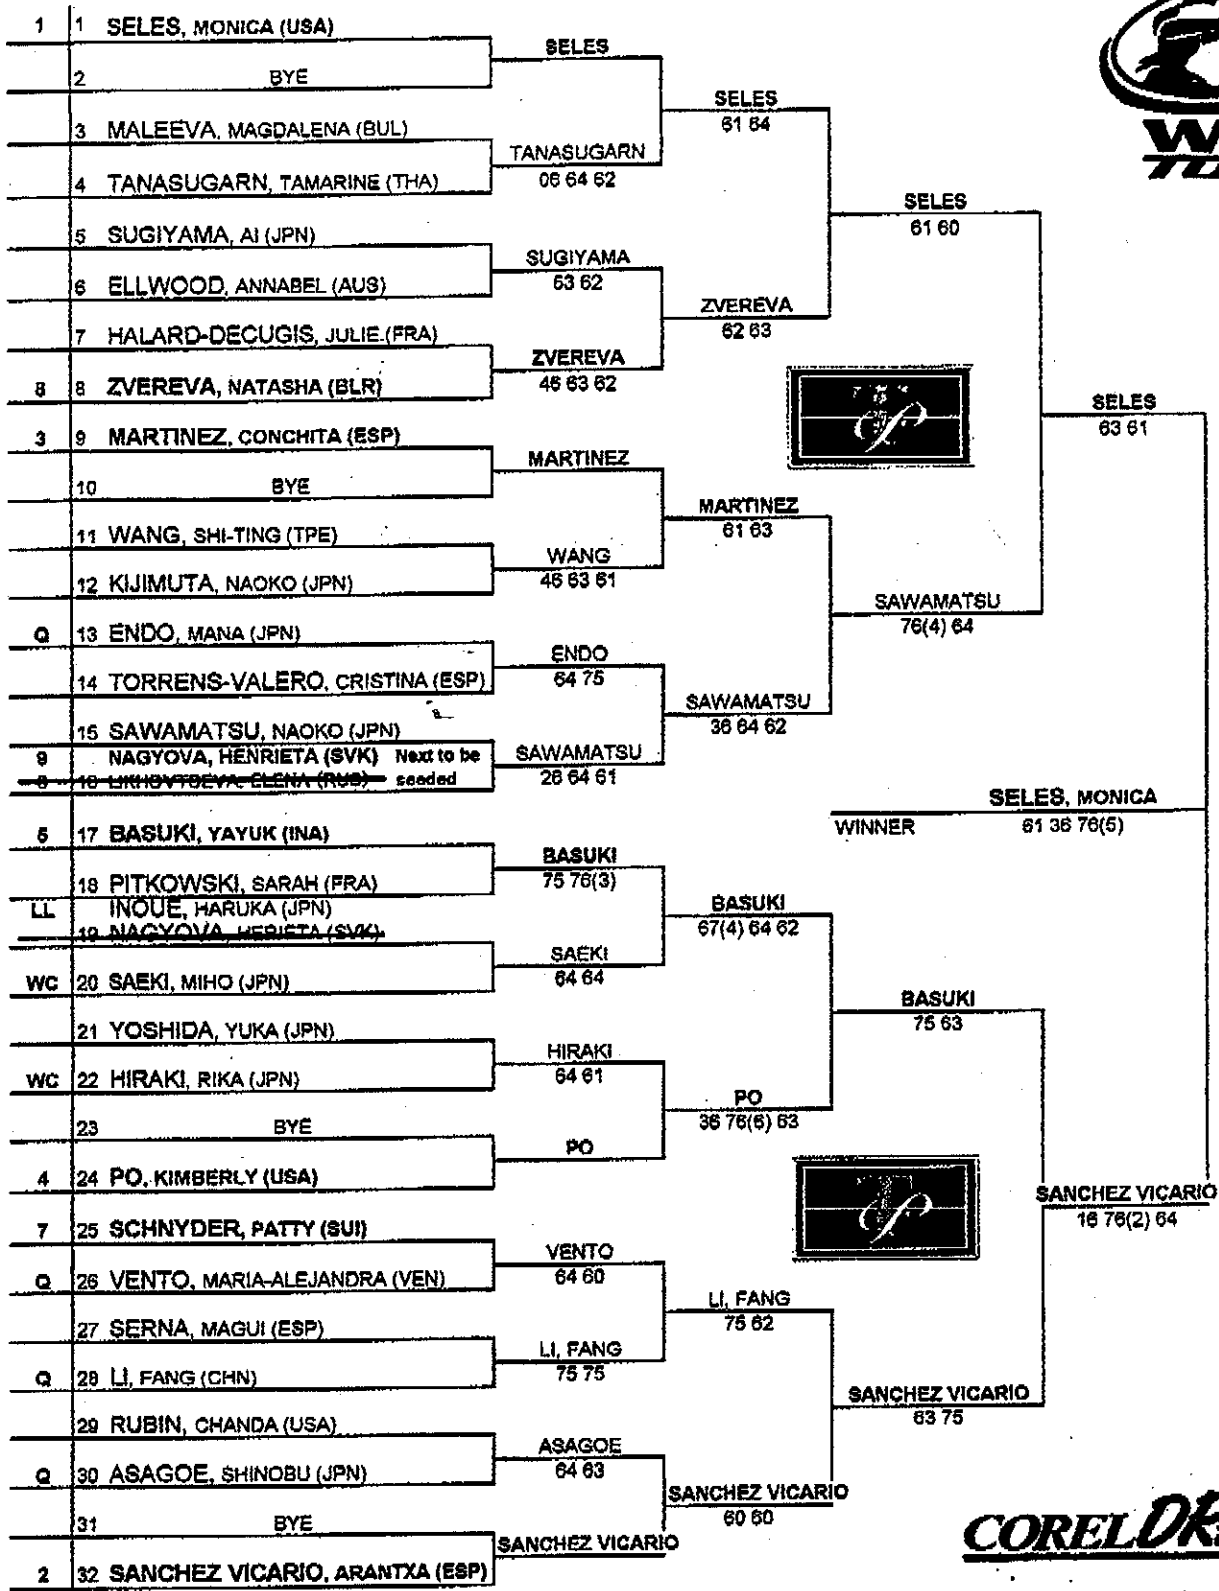 1 1 SELES, MONICA (USA)
SELES
2 BYE
SELES
61 64
3 MALEEVA, MAGDALENA (BUL)
TANASUGARN
06 64 62
4 TANASUGARN, TAMARINE (THA)
SELES
61 60
5 SUGIYAMA, AI (JPN)
SUGIYAMA
63 62
6 ELLWOOD, ANNABEL (AUS)
ZVEREVA
62 63
7 HALARD-DECUGIS, JULIE (FRA)
ZVEREVA
46 63 62
8 8 ZVEREVA, NATASHA (BLR)
SELES
63 61
3 9 MARTINEZ, CONCHITA (ESP)
MARTINEZ
10 BYE
MARTINEZ
61 63
11 WANG, SHI-TING (TPE)
WANG
46 63 61
12 KIJIMUTA, NAOKO (JPN)
SAWAMATSU
76(4) 64
Q 13 ENDO, MANA (JPN)
ENDO
64 75
14 TORRENS-VALERO, CRISTINA (ESP)
SAWAMATSU
36 64 62
15 SAWAMATSU, NAOKO (JPN)
9 NAGYOVA, HENRIETA (SVK) Next to be
SAWAMATSU
26 64 61
16 LIKHOVTSEVA, ELENA (RUS) seeded
SELES, MONICA
WINNER 61 36 76(5)
5 17 BASUKI, YAYUK (INA)
BASUKI
75 76(3)
18 PITKOWSKI, SARAH (FRA)
LL INOUE, HARUKA (JPN)
BASUKI
67(4) 64 62
19 NAGYOVA, HERIETA (SVK)
SAEKI
64 64
WC 20 SAEKI, MIHO (JPN)
BASUKI
75 63
21 YOSHIDA, YUKA (JPN)
HIRAKI
64 61
WC 22 HIRAKI, RIKA (JPN)
PO
36 76(6) 63
23 BYE
PO
4 24 PO, KIMBERLY (USA)
SANCHEZ VICARIO
16 76(2) 64
7 25 SCHNYDER, PATTY (SUI)
VENTO
64 60
Q 26 VENTO, MARIA-ALEJANDRA (VEN)
LI, FANG
75 62
27 SERNA, MAGUI (ESP)
LI, FANG
75 75
Q 28 LI, FANG (CHN)
SANCHEZ VICARIO
63 75
29 RUBIN, CHANDA (USA)
ASAGOE
64 63
Q 30 ASAGOE, SHINOBU (JPN)
SANCHEZ VICARIO
60 60
31 BYE
SANCHEZ VICARIO
2 32 SANCHEZ VICARIO, ARANTXA (ESP)
COREL